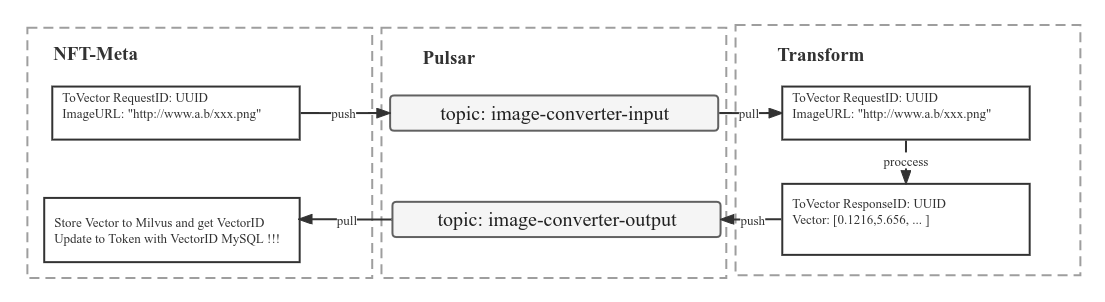 NFT-Meta
ToVector RequestID: UUID
ImageURL: "http://www.a.b/xxx.png"
push
Pulsar
topic: image-converter-input
pull
Transform
ToVector RequestID: UUID
ImageURL: "http://www.a.b/xxx.png"
proccess
ToVector ResponseID: UUID
Vector: [0.1216,5.656, ... ]
push
topic: image-converter-output
pull
Store Vector to Milvus and get VectorID
Update to Token with VectorID MySQL !!!